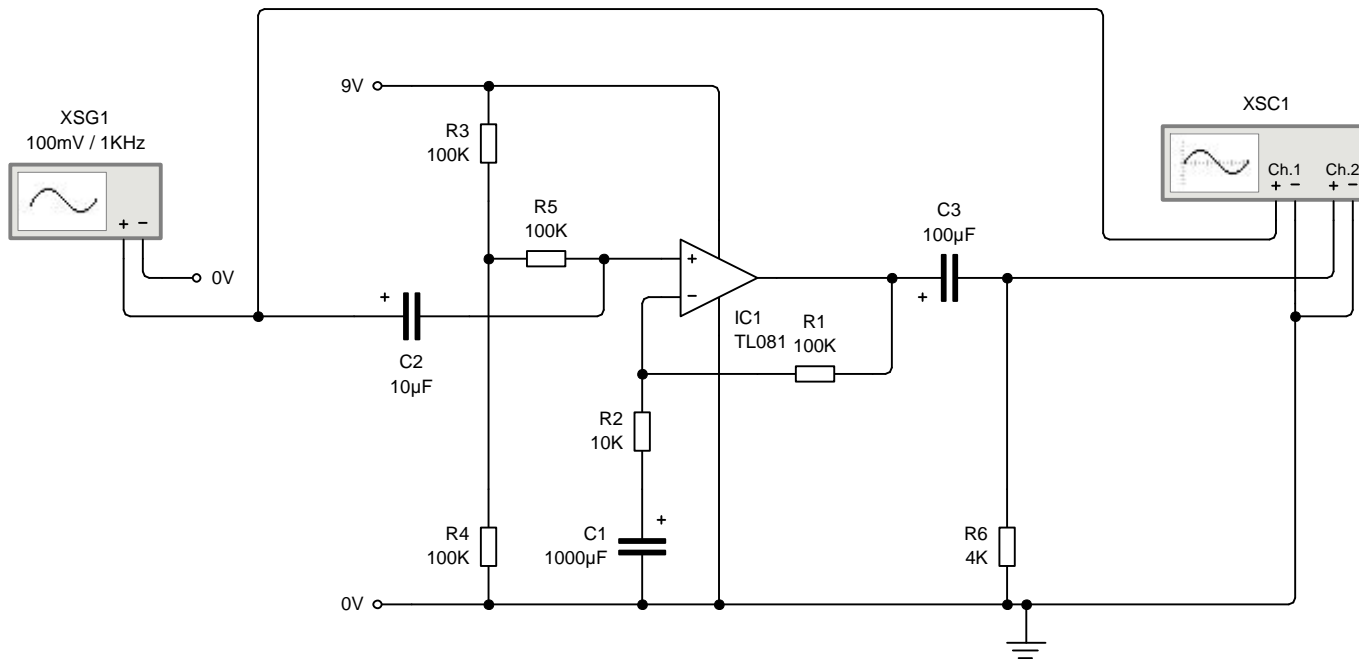 XSG1
100mV / 1KHz
+ −
0V
9V
R3
100K
R5
100K
+
C2
10µF
+
−
IC1
TL081
R1
100K
R2
10K
C3
100µF
+
XSC1
Ch.1 Ch.2
+ − + −
R4
100K
C1
1000µF
+
R6
4K
0V